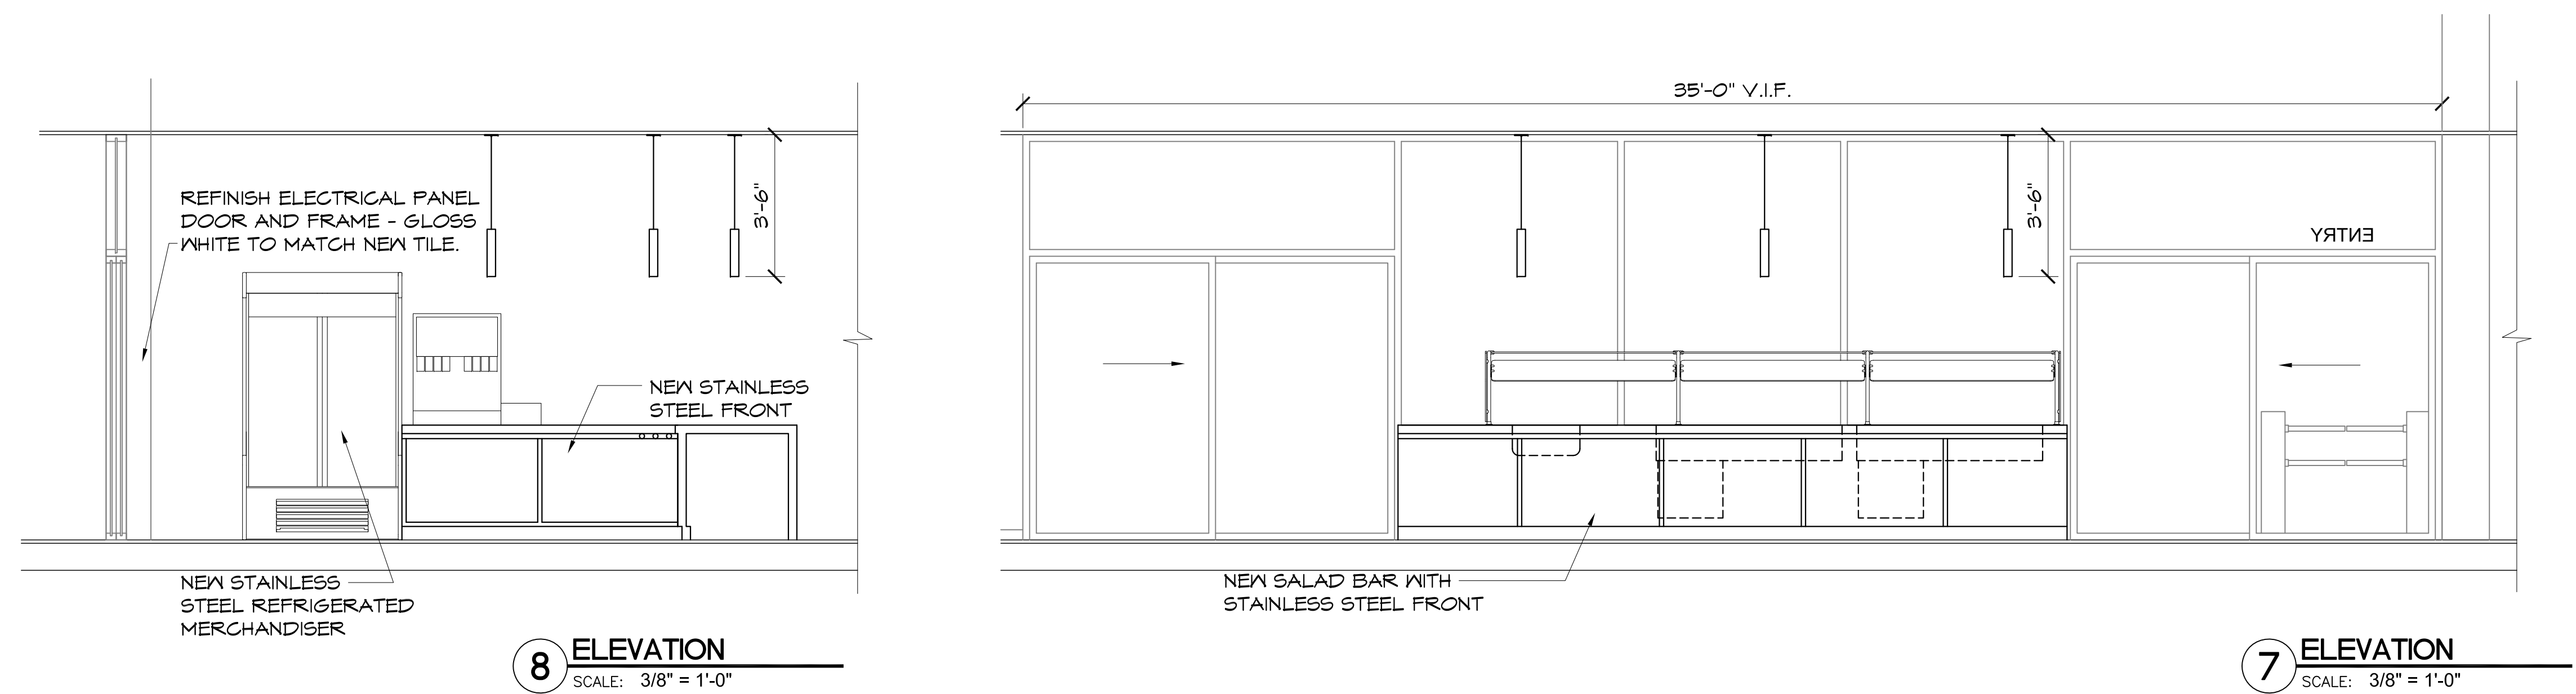 REFINISH ELECTRICAL PANEL
DOOR AND FRAME - GLOSS
WHITE TO MATCH NEW TILE.
3'-6"
NEW STAINLESS
STEEL FRONT
NEW STAINLESS
STEEL REFRIGERATED
MERCHANDISER
8 ELEVATION
SCALE: 3/8" = 1'-0"
35'-0" V.I.F.
3'-6"
ENTRY
NEW SALAD BAR WITH
STAINLESS STEEL FRONT
7 ELEVATION
SCALE: 3/8" = 1'-0"